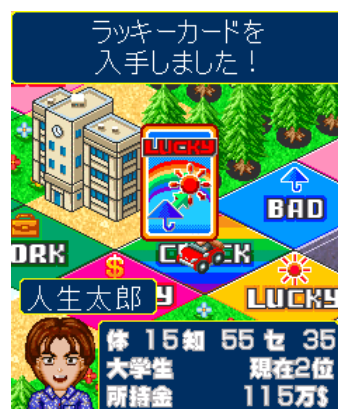 ラッキーカードを
入手しました！
LUCKY
BAD
ORK
LUCKY
人生太郎
体 15 知 55 セ 35
大学生 現在2位
所持金 115万$